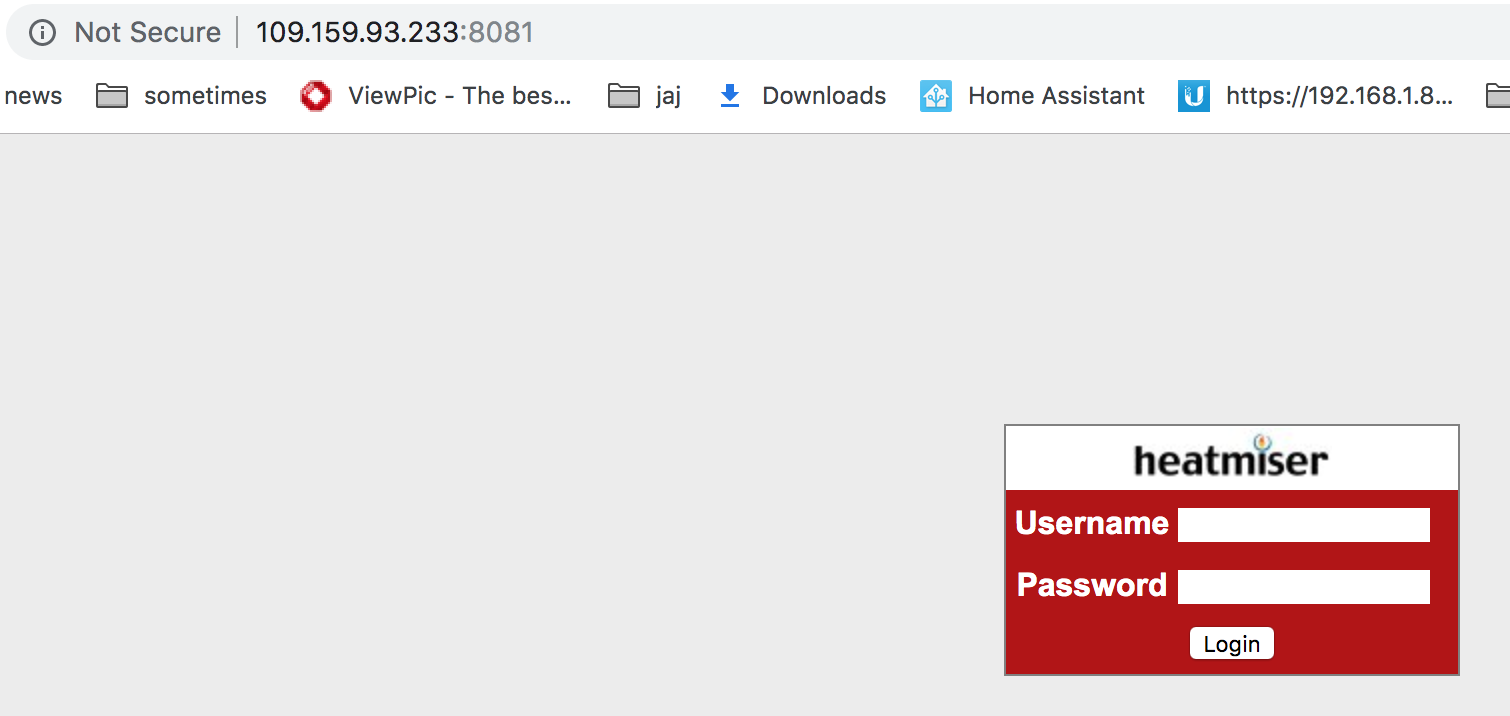 Not Secure 109.159.93.233:8081
news sometimes ViewPic - The bes... jaj Downloads Home Assistant https://192.168.1.8...
heatmiser
Username
Password
Login